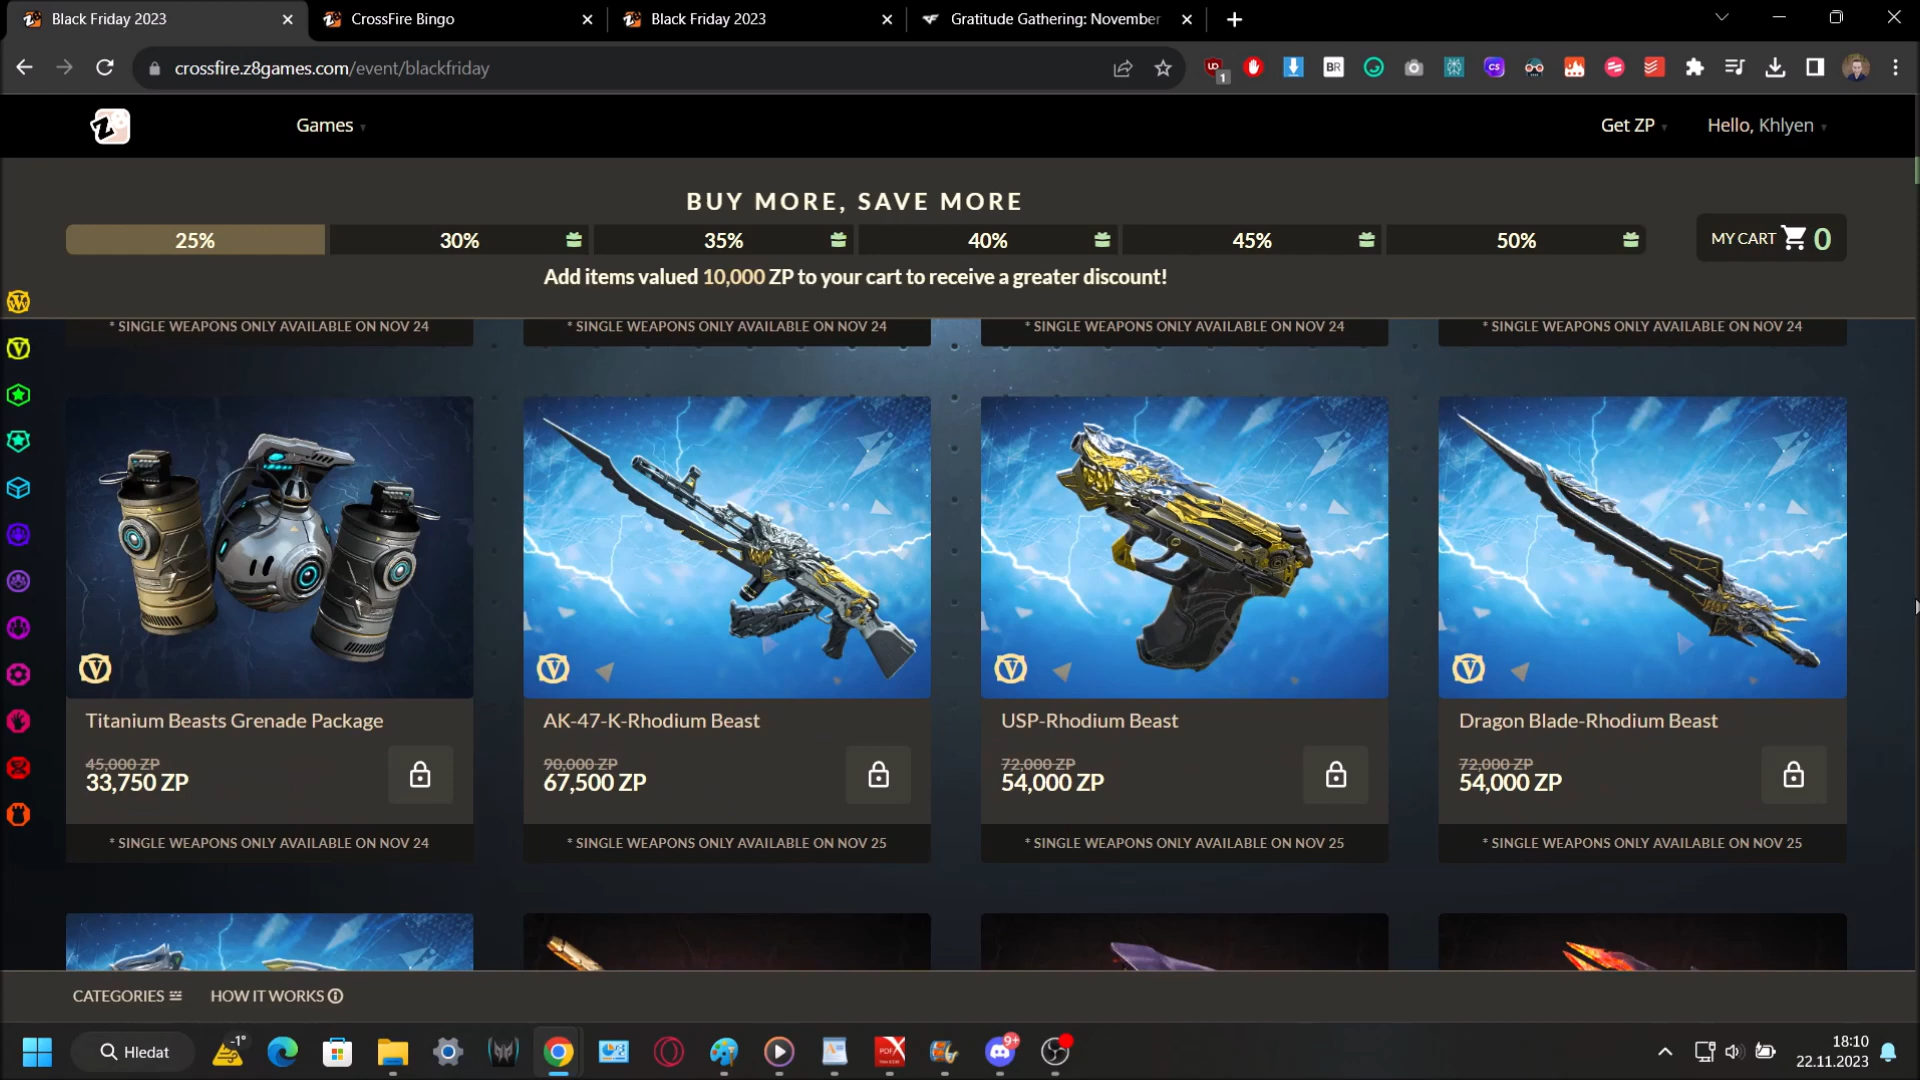 Black Friday 2023
CrossFire Bingo
Black Friday 2023
Gratitude Gathering: November
crossfire.z8games.com/event/blackfriday
Games
Get ZP
Hello, Khlyen
BUY MORE, SAVE MORE
25%
30%
35%
40%
45%
50%
MY CART 0
Add items valued 10,000 ZP to your cart to receive a greater discount!
* SINGLE WEAPONS ONLY AVAILABLE ON NOV 24
* SINGLE WEAPONS ONLY AVAILABLE ON NOV 24
* SINGLE WEAPONS ONLY AVAILABLE ON NOV 24
* SINGLE WEAPONS ONLY AVAILABLE ON NOV 24
Titanium Beasts Grenade Package
45,000 ZP
33,750 ZP
* SINGLE WEAPONS ONLY AVAILABLE ON NOV 24
AK-47-K-Rhodium Beast
90,000 ZP
67,500 ZP
* SINGLE WEAPONS ONLY AVAILABLE ON NOV 25
USP-Rhodium Beast
72,000 ZP
54,000 ZP
* SINGLE WEAPONS ONLY AVAILABLE ON NOV 25
Dragon Blade-Rhodium Beast
72,000 ZP
54,000 ZP
* SINGLE WEAPONS ONLY AVAILABLE ON NOV 25
CATEGORIES
HOW IT WORKS
Hledat
-1°
9+
18:10
22.11.2023